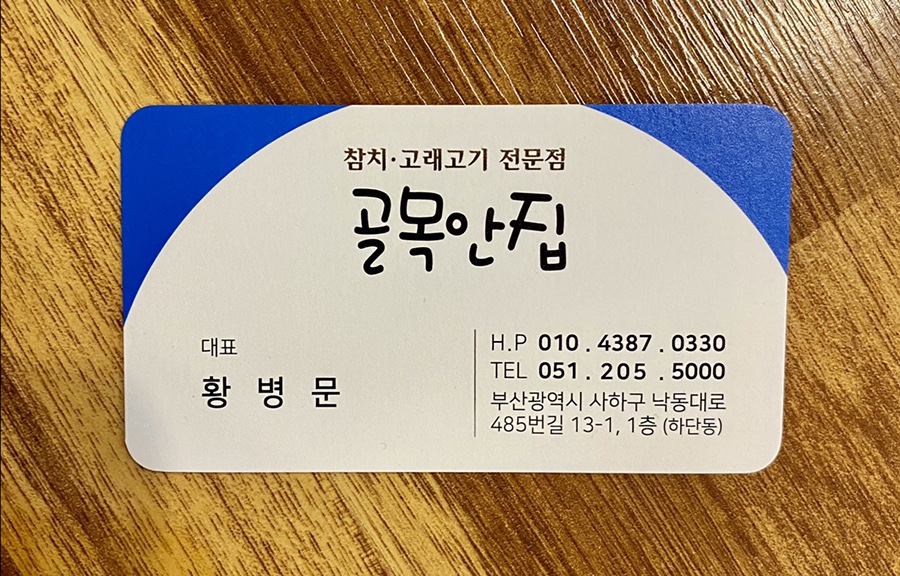 참치·고래고기 전문점
골목안집
대표
황 병 문
H.P 010 . 4387 . 0330
TEL 051 . 205 . 5000
부산광역시 사하구 낙동대로
485번길 13-1, 1층 (하단동)